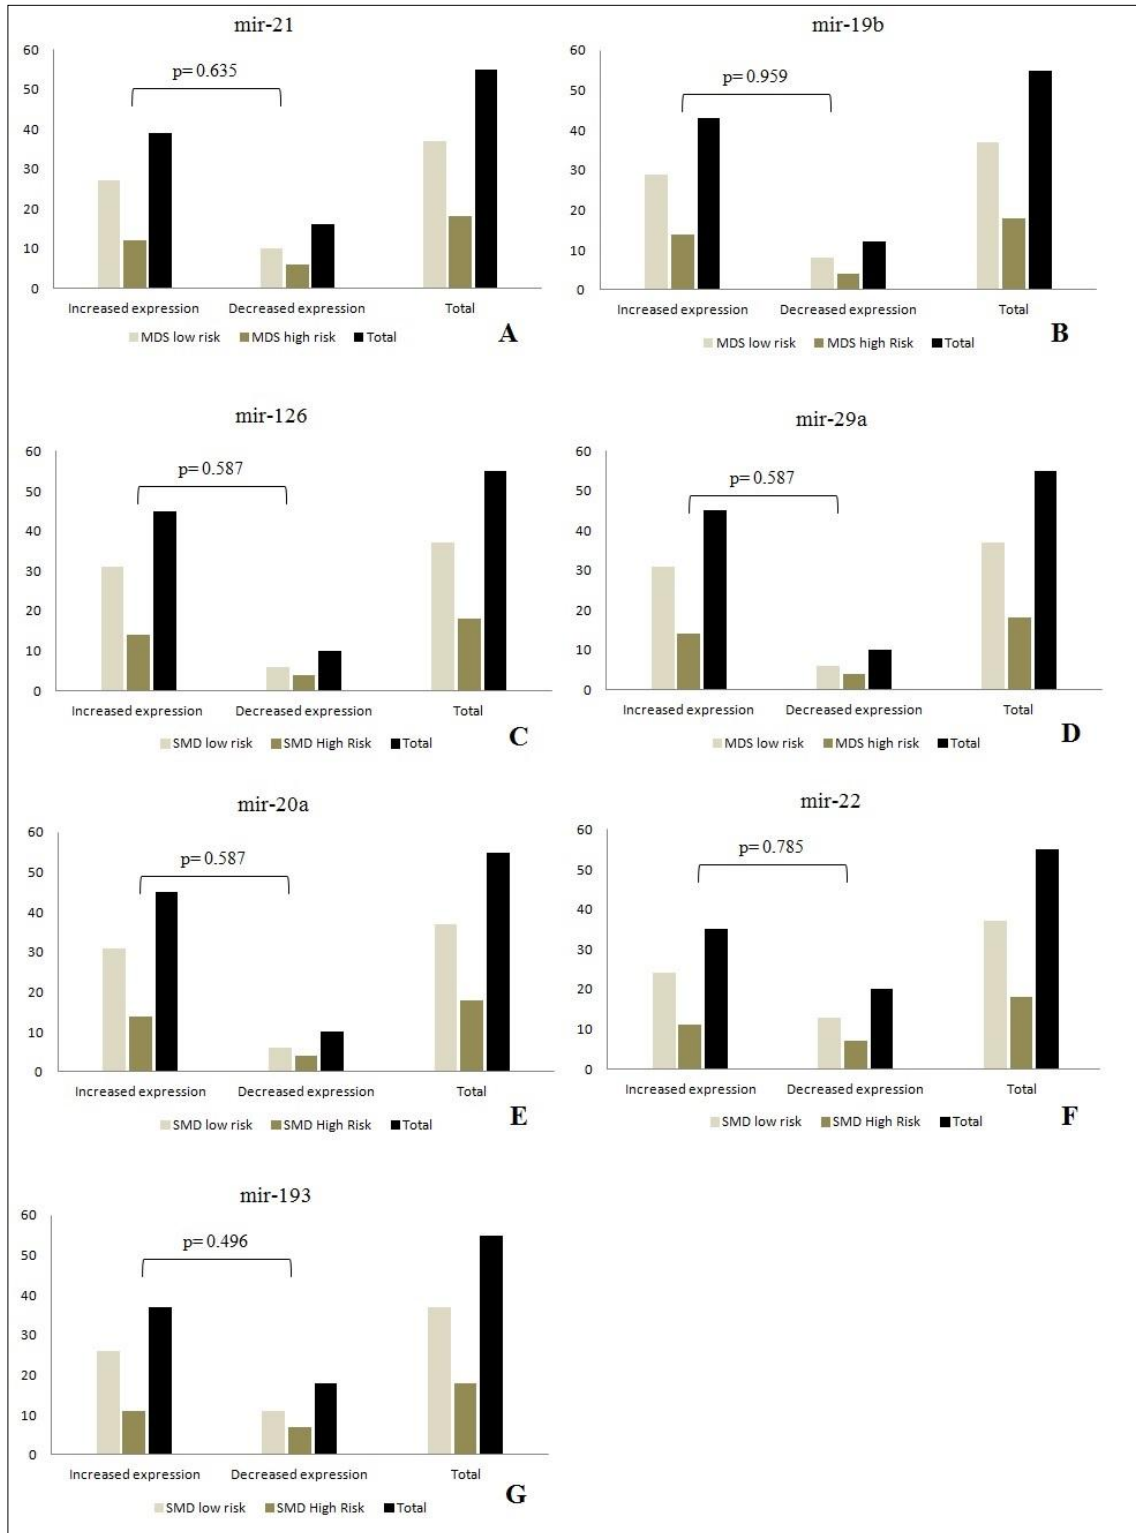 mir-21
60
50
40
30
20
10
0
p= 0.635
Increased expression Decreased expression Total
MDS low risk MDS high risk Total
A
mir-19b
60
50
40
30
20
10
0
p= 0.959
Increased expression Decreased expression Total
MDS low risk MDS high Risk Total
B
mir-126
60
50
40
30
20
10
0
p= 0.587
Increased expression Decreased expression Total
SMD low risk SMD High Risk Total
C
mir-29a
60
50
40
30
20
10
0
p= 0.587
Increased expression Decreased expression Total
MDS low risk MDS high risk Total
D
mir-20a
60
50
40
30
20
10
0
p= 0.587
Increased expression Decreased expression Total
SMD low risk SMD High Risk Total
E
mir-22
60
50
40
30
20
10
0
p= 0.785
Increased expression Decreased expression Total
SMD low risk SMD High Risk Total
F
mir-193
60
50
40
30
20
10
0
p= 0.496
Increased expression Decreased expression Total
SMD low risk SMD High Risk Total
G